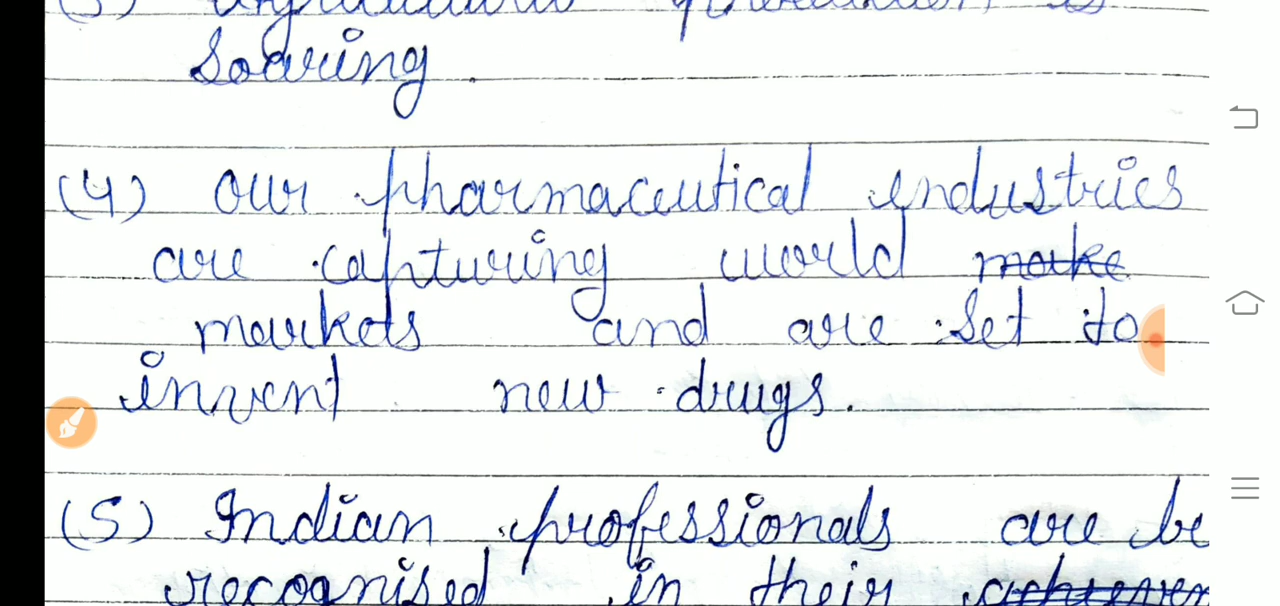 soaring.
(4) Our pharmaceutical industries
are capturing world make
markets and are set to
invent new drugs.
(5) Indian professionals are be
recognised in their